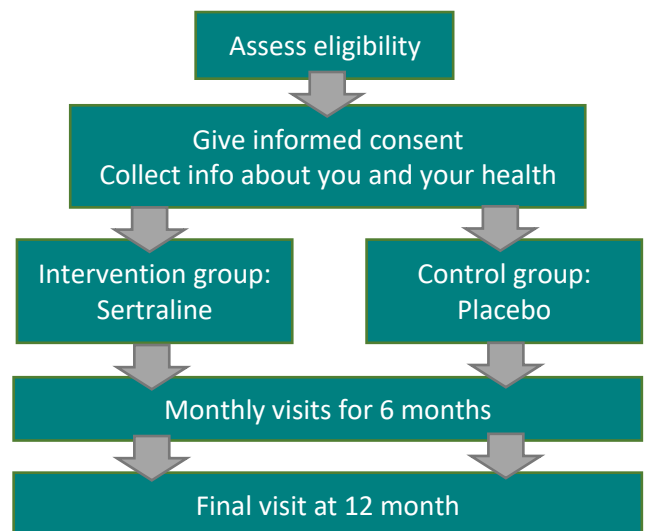 Assess eligibility
Give informed consent
Collect info about you and your health
Intervention group:
Sertraline
Control group:
Placebo
Monthly visits for 6 months
Final visit at 12 month